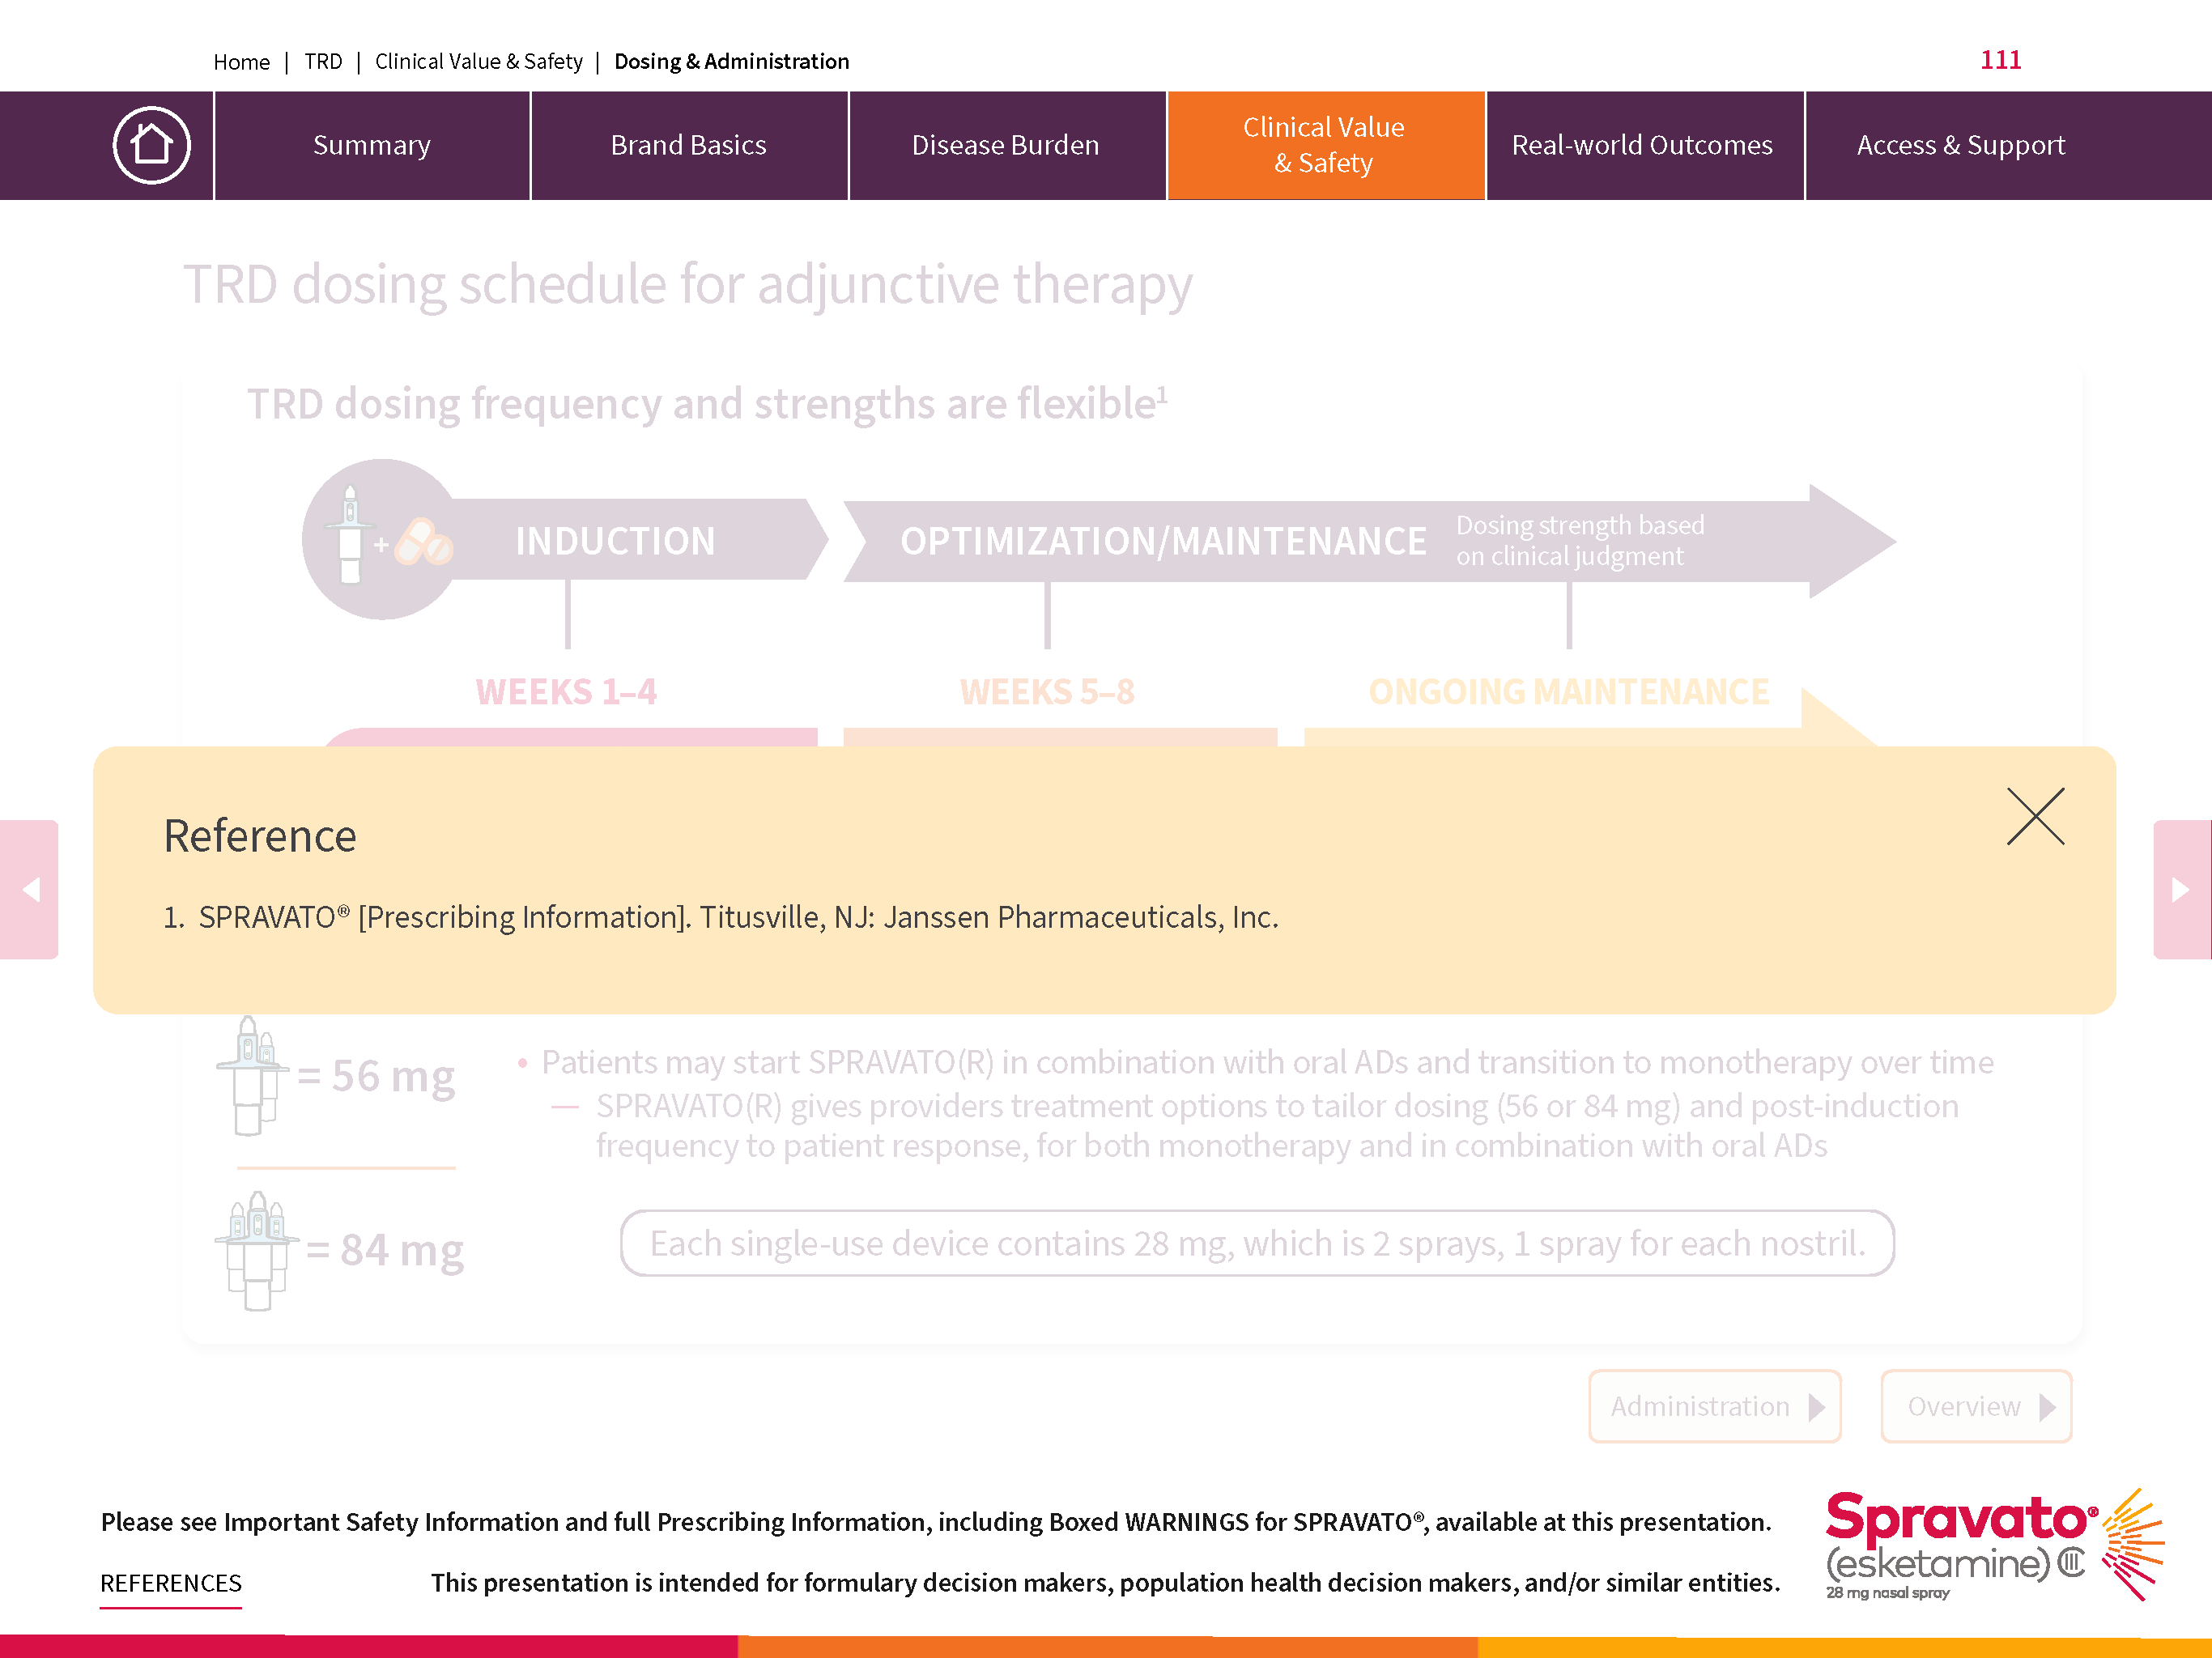 Home | TRD | Clinical Value & Safety | Dosing & Administration
111
Summary
Brand Basics
Disease Burden
Clinical Value
& Safety
Real-world Outcomes
Access & Support
TRD dosing schedule for adjunctive therapy
TRD dosing frequency and strengths are flexible¹
+
INDUCTION
OPTIMIZATION/MAINTENANCE
Dosing strength based
on clinical judgment
WEEKS 1–4
WEEKS 5–8
ONGOING MAINTENANCE
Reference
1. SPRAVATO® [Prescribing Information]. Titusville, NJ: Janssen Pharmaceuticals, Inc.
= 56 mg
• Patients may start SPRAVATO(R) in combination with oral ADs and transition to monotherapy over time
— SPRAVATO(R) gives providers treatment options to tailor dosing (56 or 84 mg) and post-induction
frequency to patient response, for both monotherapy and in combination with oral ADs
= 84 mg
Each single-use device contains 28 mg, which is 2 sprays, 1 spray for each nostril.
Administration
Overview
Please see Important Safety Information and full Prescribing Information, including Boxed WARNINGS for SPRAVATO®, available at this presentation.
REFERENCES
This presentation is intended for formulary decision makers, population health decision makers, and/or similar entities.
Spravato®
(esketamine) CIII
28 mg nasal spray